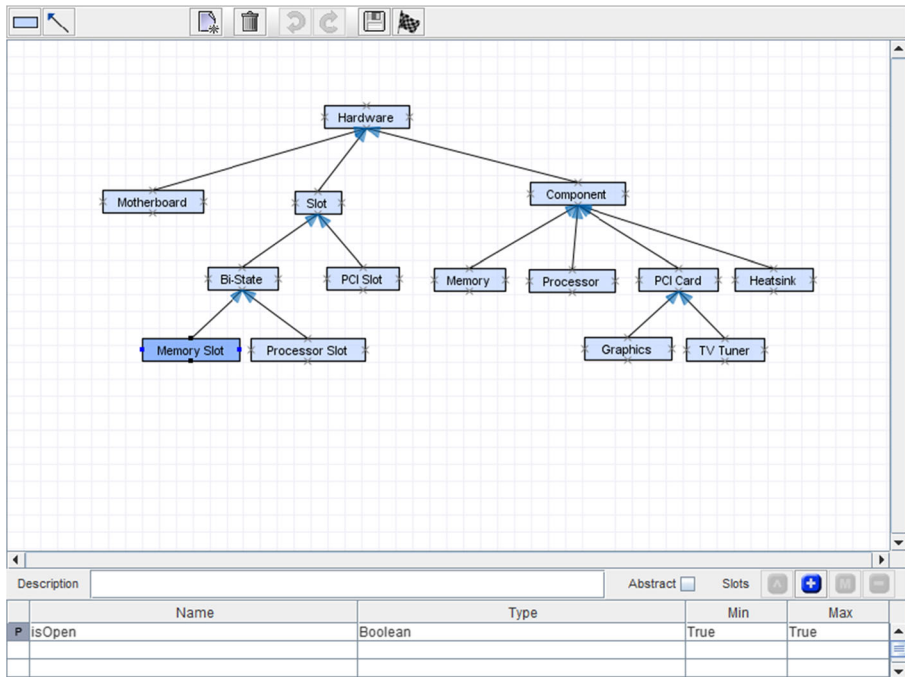 Hardware
Motherboard Slot Component
Bi-State PCI Slot Memory Processor PCI Card Heatsink
Memory Slot Processor Slot Graphics TV Tuner
Description Abstract Slots A + M -
Name Type Min Max
P isOpen Boolean True True